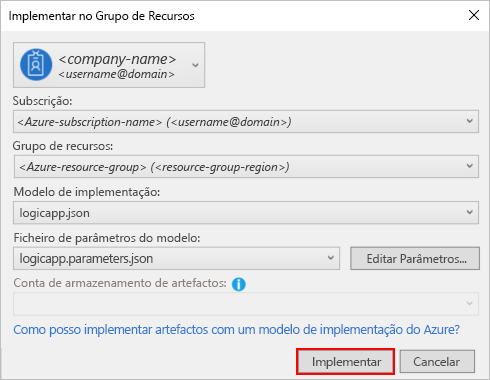 Implementar no Grupo de Recursos
<company-name>
<username@domain>
Subscrição:
<Azure-subscription-name> (<username@domain>)
Grupo de recursos:
<Azure-resource-group> (<resource-group-region>)
Modelo de implementação:
logicapp.json
Ficheiro de parâmetros do modelo:
logicapp.parameters.json
Editar Parâmetros...
Conta de armazenamento de artefactos:
Como posso implementar artefactos com um modelo de implementação do Azure?
Implementar
Cancelar